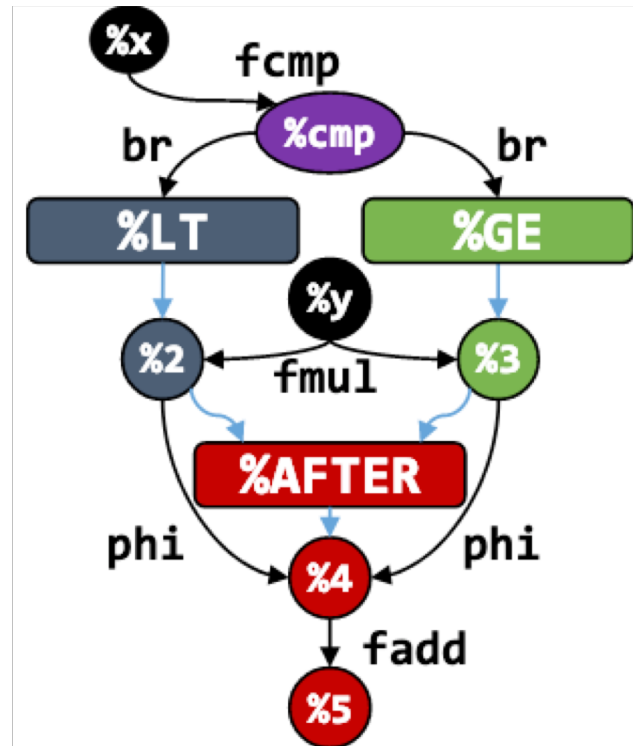 %x
fcmp
%cmp
br
br
%LT
%GE
%y
%2
%3
fmul
%AFTER
phi
phi
%4
fadd
%5